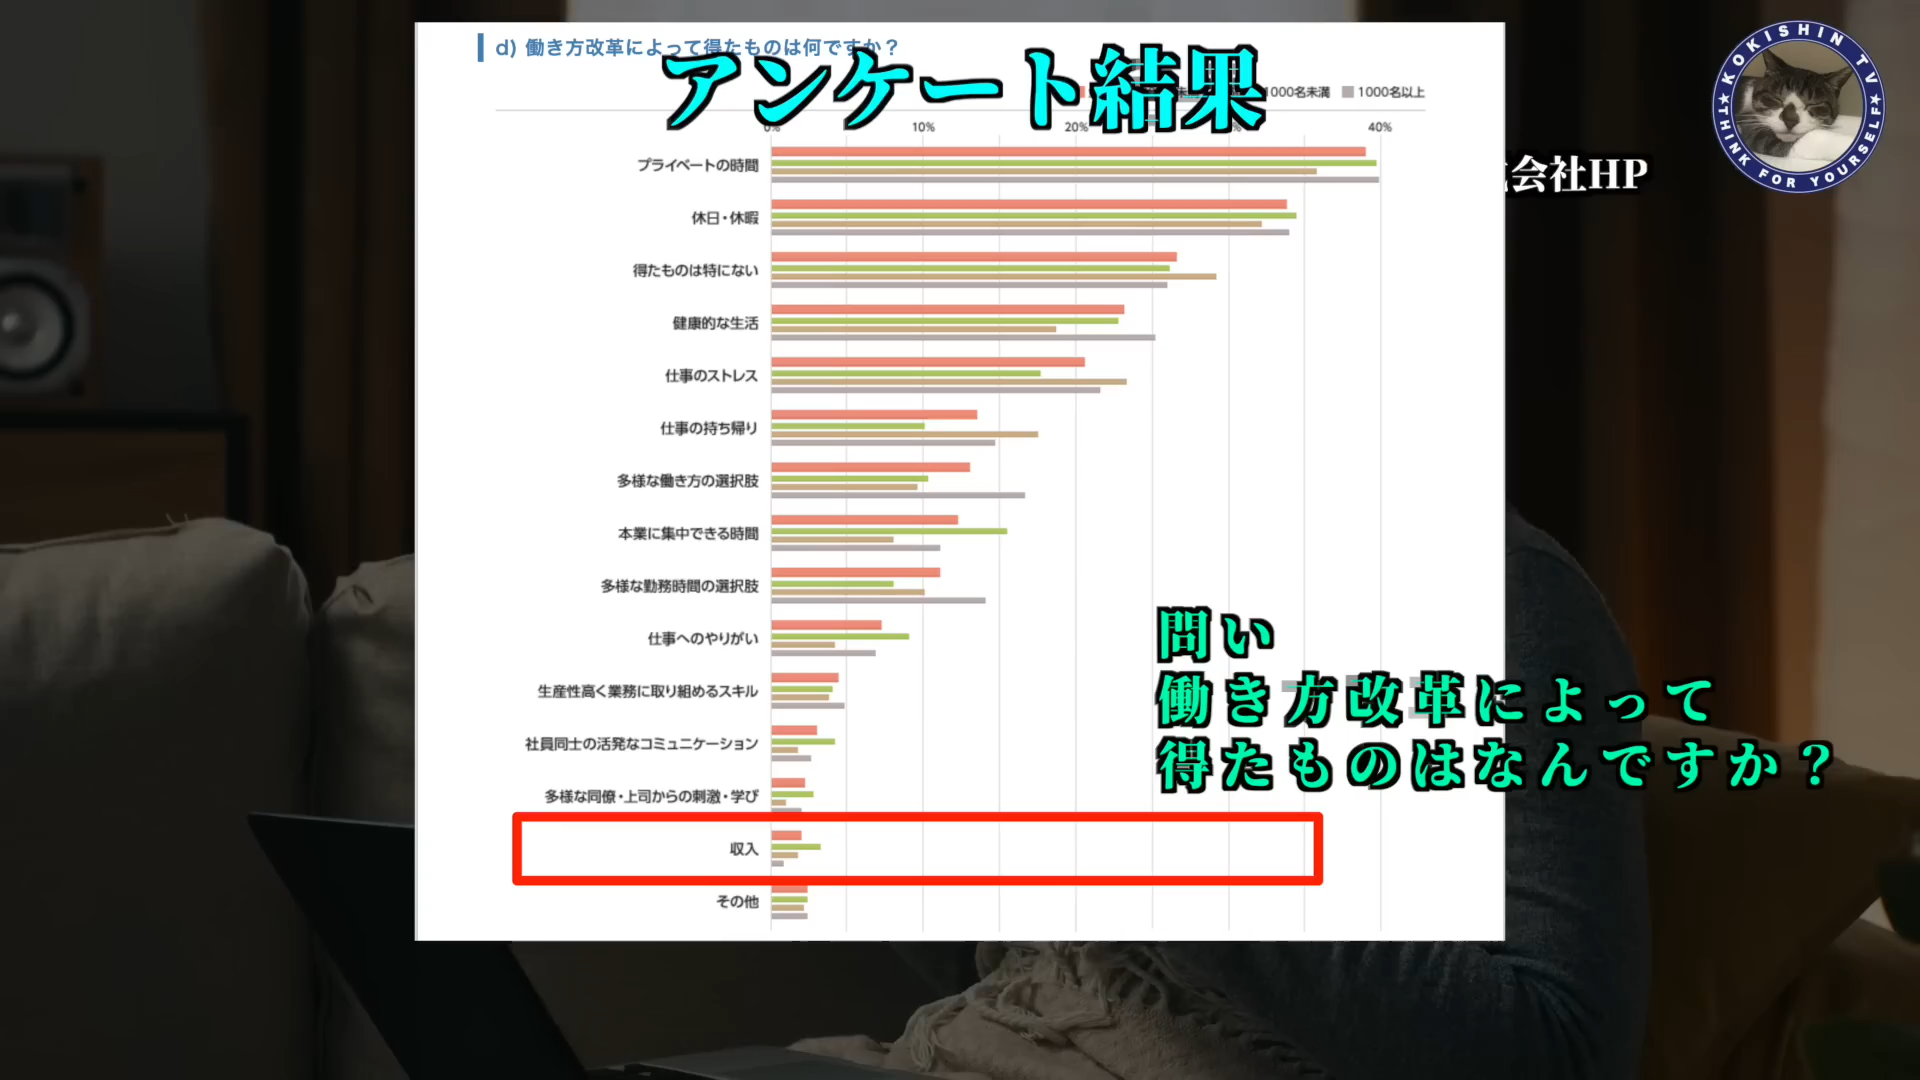 d) 働き方改革によって得たものは何ですか？
アンケート結果
1000名未満 1000名以上
0% 10% 20% 40%
プライベートの時間
休日・休暇
得たものは特にない
健康的な生活
仕事のストレス
仕事の持ち帰り
多様な働き方の選択肢
本業に集中できる時間
多様な勤務時間の選択肢
仕事へのやりがい
生産性高く業務に取り組めるスキル
社員同士の活発なコミュニケーション
多様な同僚・上司からの刺激・学び
収入
その他
会社HP
KOKISHIN TV
THINK FOR YOURSELF
問い
働き方改革によって
得たものはなんですか？